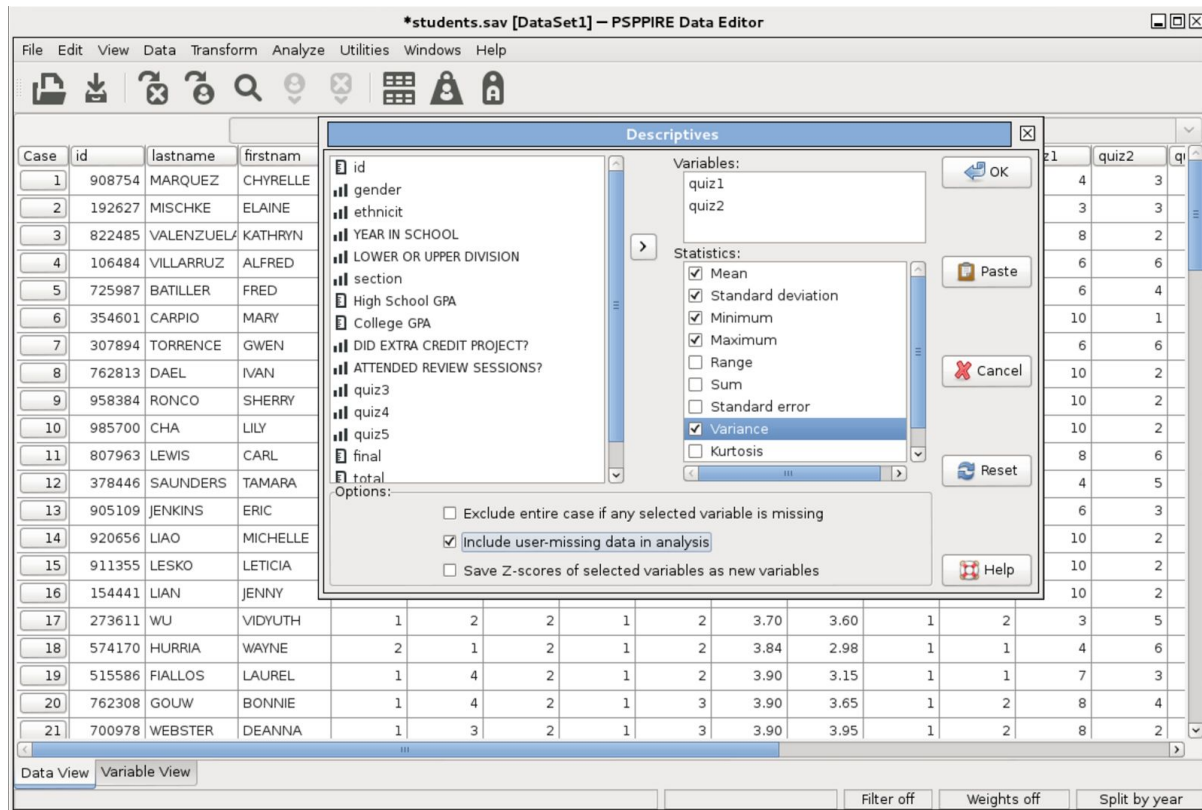 *students.sav [DataSet1] — PSPPIRE Data Editor
File Edit View Data Transform Analyze Utilities Windows Help
Descriptives
Case id lastname firstnam z1 quiz2 qu
1 908754 MARQUEZ CHYRELLE 4 3
2 192627 MISCHKE ELAINE 3 3
3 822485 VALENZUELA KATHRYN 8 2
4 106484 VILLARRUZ ALFRED 6 6
5 725987 BATILLER FRED 6 4
6 354601 CARPIO MARY 10 1
7 307894 TORRENCE GWEN 6 6
8 762813 DAEL IVAN 10 2
9 958384 RONCO SHERRY 10 2
10 985700 CHA LILY 10 2
11 807963 LEWIS CARL 8 6
12 378446 SAUNDERS TAMARA 4 5
13 905109 JENKINS ERIC 6 3
14 920656 LIAO MICHELLE 10 2
15 911355 LESKO LETICIA 10 2
16 154441 LIAN JENNY 10 2
17 273611 WU VIDYUTH 1 2 2 1 2 3.70 3.60 1 2 3 5
18 574170 HURRIA WAYNE 2 1 2 1 2 3.84 2.98 1 1 4 6
19 515586 FIALLOS LAUREL 1 4 2 1 2 3.90 3.15 1 1 7 3
20 762308 GOUW BONNIE 1 4 2 1 3 3.90 3.65 1 2 8 4
21 700978 WEBSTER DEANNA 1 3 2 1 3 3.90 3.95 1 2 8 2
id
gender
ethnicit
YEAR IN SCHOOL
LOWER OR UPPER DIVISION
section
High School GPA
College GPA
DID EXTRA CREDIT PROJECT?
ATTENDED REVIEW SESSIONS?
quiz3
quiz4
quiz5
final
total
Variables:
quiz1
quiz2
Statistics:
Mean
Standard deviation
Minimum
Maximum
Range
Sum
Standard error
Variance
Kurtosis
OK
Paste
Cancel
Reset
Help
Options:
Exclude entire case if any selected variable is missing
Include user-missing data in analysis
Save Z-scores of selected variables as new variables
Data View Variable View
Filter off Weights off Split by year